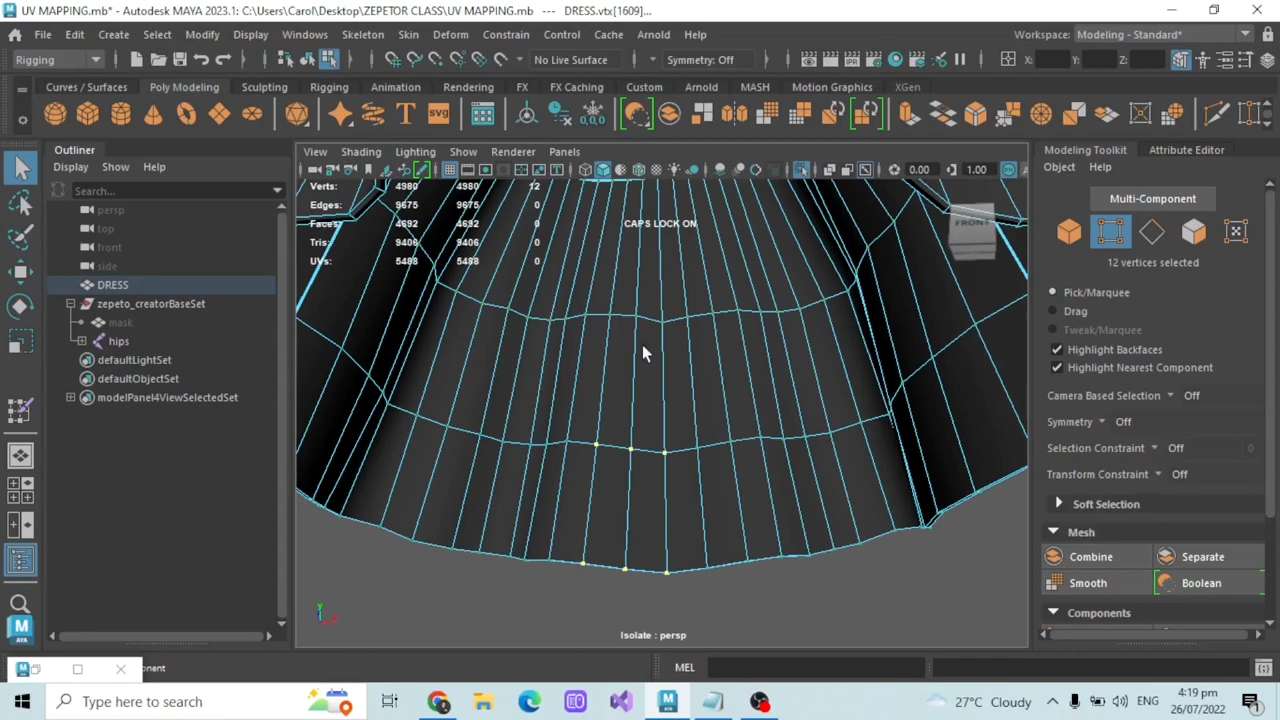 UV MAPPING.mb* - Autodesk MAYA 2023.1: C:\Users\Carol\Desktop\ZEPETOR CLASS\UV MAPPING.mb --- DRESS.vtx[1609]...
File Edit Create Select Modify Display Windows Skeleton Skin Deform Constrain Control Cache Arnold Help
Workspace: Modeling - Standard*
Rigging No Live Surface Symmetry: Off X: Y: Z:
Curves / Surfaces Poly Modeling Sculpting Rigging Animation Rendering FX FX Caching Custom Arnold MASH Motion Graphics XGen
SVG 0,0,0
Outliner
Display Show Help
Search...
persp
top
front
side
DRESS
zepeto_creatorBaseSet
mask
hips
defaultLightSet
defaultObjectSet
modelPanel4ViewSelectedSet
View Shading Lighting Show Renderer Panels
0.00 1.00
Verts: 4980 4980 12
Edges: 9675 9675 0
Faces: 4692 4692 0
Tris: 9406 9406 0
UVs: 5488 5488 0
CAPS LOCK ON
FRONT
Isolate : persp
Modeling Toolkit Attribute Editor
Object Help
Multi-Component
12 vertices selected
Pick/Marquee
Drag
Tweak/Marquee
Highlight Backfaces
Highlight Nearest Component
Camera Based Selection Off
Symmetry Off
Selection Constraint Off 0
Transform Constraint Off
Soft Selection
Mesh
Combine Separate
Smooth Boolean
Components
onent
MEL
Type here to search
27°C Cloudy
ENG
4:19 pm
26/07/2022